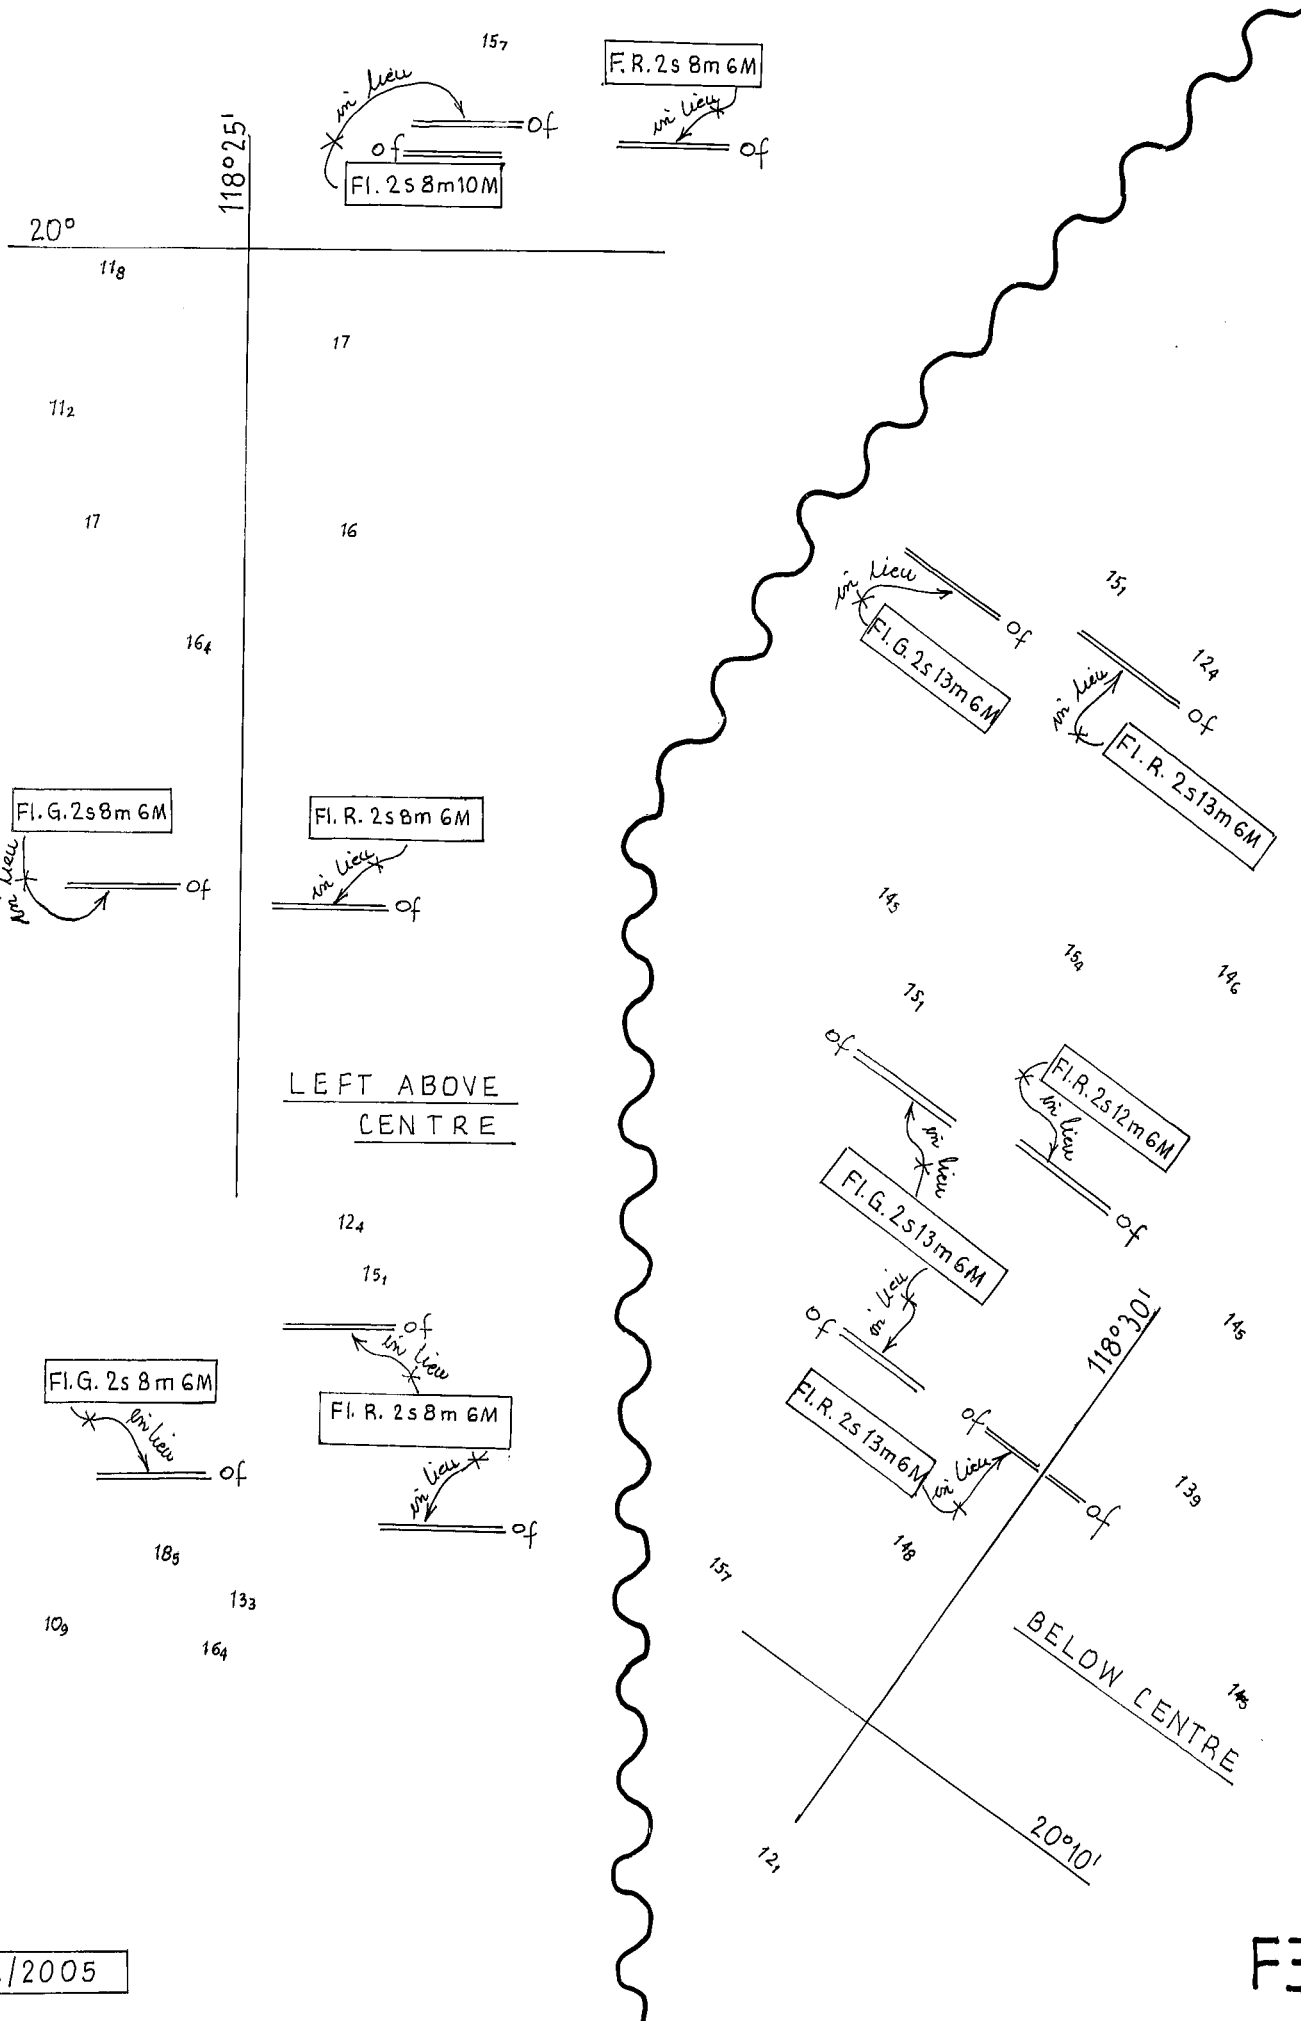 15₇
F.R. 2s 8m 6M
in lieu
in lieu
of
of
of
Fl. 2s 8m10M
118°25'
20°
11₈
17
11₂
17
16
16₄
Fl. G. 2s 8m 6M
Fl. R. 2s 8m 6M
in lieu
in lieu
of
of
LEFT ABOVE
CENTRE
12₄
15₁
of
in lieu
Fl.G. 2s 8m 6M
Fl. R. 2s 8m 6M
in lieu
in lieu
of
of
18₅
13₃
10₉
16₄
/2005
in lieu
of
Fl. G. 2s 13m 6M
15₁
12₄
in lieu
of
Fl. R. 2s 13m 6M
14₅
15₄
14₆
15₁
of
in lieu
Fl.R. 2s 12m 6M
in lieu
of
Fl. G. 2s 13m 6M
in lieu
of
118°30'
14₅
Fl. R. 2s 13m 6M
in lieu
of
of
13₉
14₈
15₇
BELOW CENTRE
20°10'
12₁